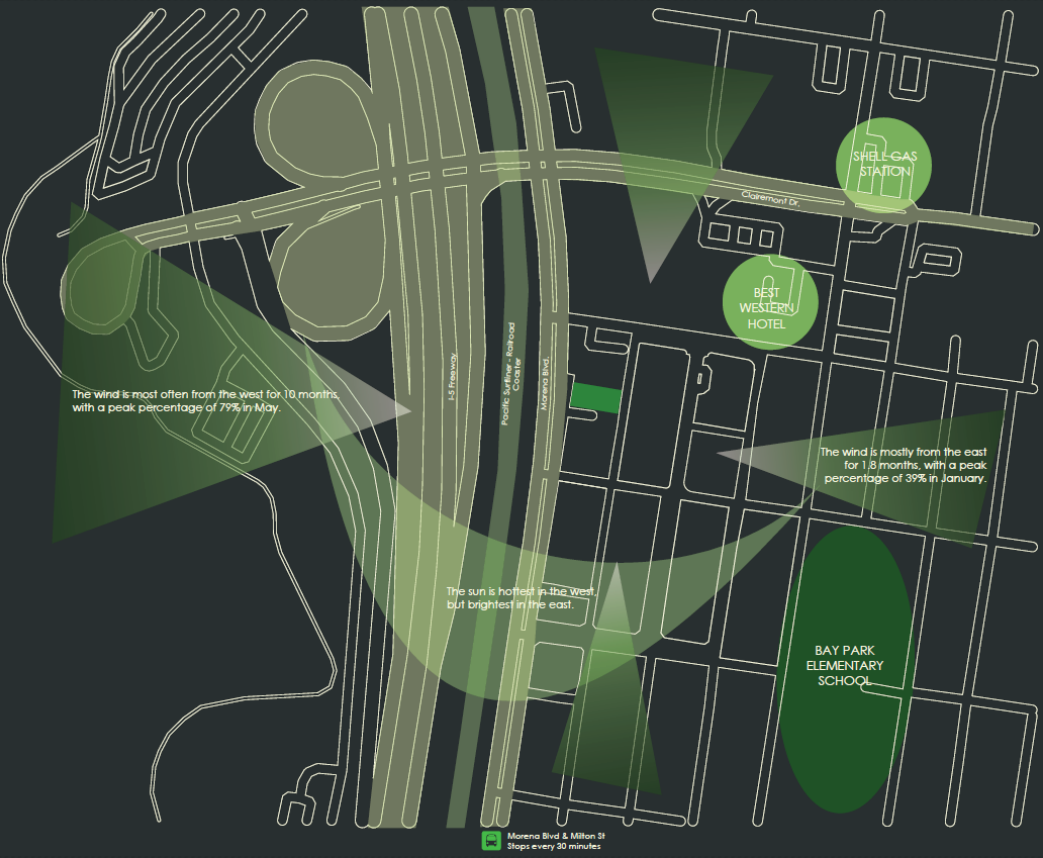 SHELL GAS
STATION
Clairemont Dr.
BEST
WESTERN
HOTEL
I-5 Freeway
Pacific Surfliner - Railroad
Coaster
Morena Blvd.
The wind is most often from the west for 10 months,
with a peak percentage of 79% in May.
The wind is mostly from the east
for 1.8 months, with a peak
percentage of 39% in January.
The sun is hottest in the west,
but brightest in the east.
BAY PARK
ELEMENTARY
SCHOOL
Morena Blvd & Milton St
Stops every 30 minutes